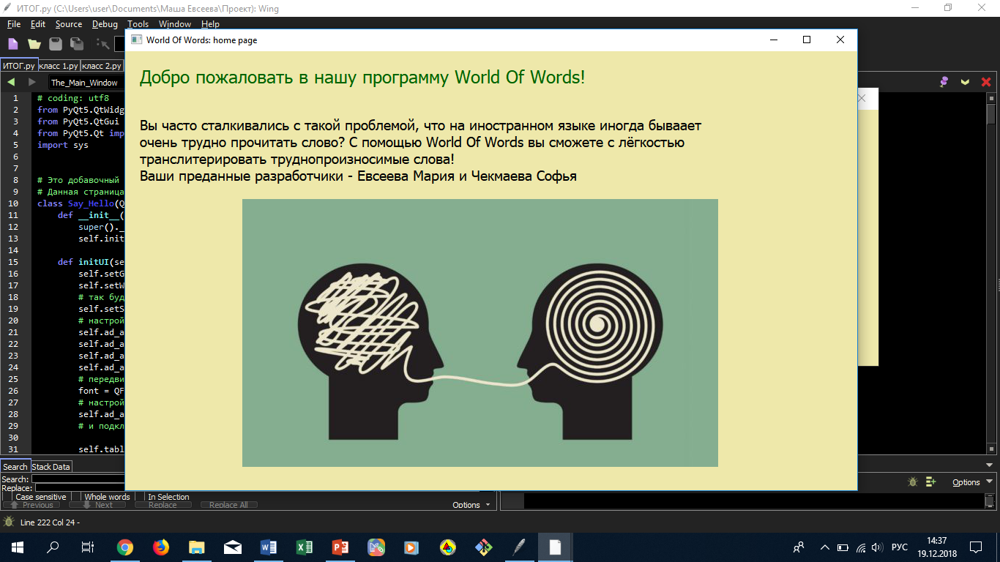 ИТОГ.py (C:\Users\user\Documents\Маша Евсеева\Проект): Wing
File Edit Source Debug Tools Window Help
World Of Words: home page
ИТОГ.py класс 1.py класс 2.py
The_Main_Window
Добро пожаловать в нашу программу World Of Words!
Вы часто сталкивались с такой проблемой, что на иностранном языке иногда бываает
очень трудно прочитать слово? С помощью World Of Words вы сможете с лёгкостью
транслитерировать труднопроизносимые слова!
Ваши преданные разработчики - Евсеева Мария и Чекмаева Софья
1 # coding: utf8
2 from PyQt5.QtWidg
3 from PyQt5.QtGui
4 from PyQt5.Qt imp
5 import sys
6
7
8 # Это добавочный
9 # Данная страница
10 class Say_Hello(Q
11 def __init__(
12 super()._
13 self.init
14
15 def initUI(se
16 self.setG
17 self.setW
18 # так буд
19 self.setS
20 # настрой
21 self.ad_a
22 self.ad_a
23 self.ad_a
24 self.ad_a
25 # передви
26 font = QF
27 # настрой
28 self.ad_a
29 # и подкл
30
31 self.tabl
Search Stack Data
Search:
Replace:
Case sensitive Whole words In Selection
Previous Next Replace Replace All Options
Options
Line 222 Col 24 -
РУС
14:37
19.12.2018